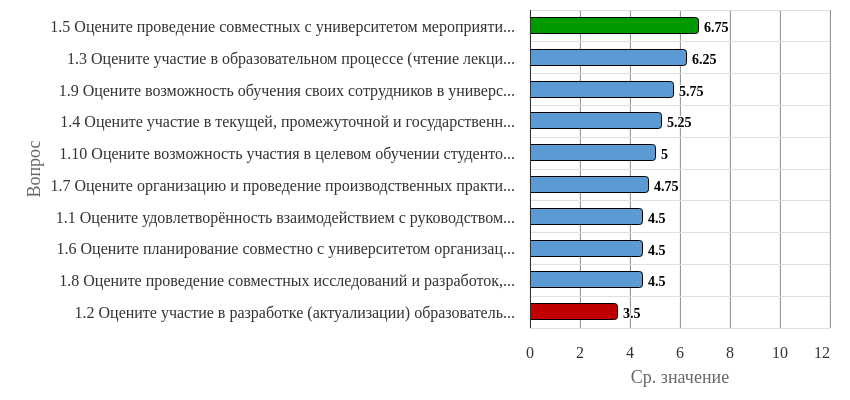 1.5 Оцените проведение совместных с университетом мероприяти... 6.75
1.3 Оцените участие в образовательном процессе (чтение лекци... 6.25
1.9 Оцените возможность обучения своих сотрудников в универс... 5.75
1.4 Оцените участие в текущей, промежуточной и государственн... 5.25
1.10 Оцените возможность участия в целевом обучении студенто... 5
1.7 Оцените организацию и проведение производственных практи... 4.75
1.1 Оцените удовлетворённость взаимодействием с руководством... 4.5
1.6 Оцените планирование совместно с университетом организац... 4.5
1.8 Оцените проведение совместных исследований и разработок,... 4.5
1.2 Оцените участие в разработке (актуализации) образователь... 3.5
Вопрос
0 2 4 6 8 10 12
Ср. значение